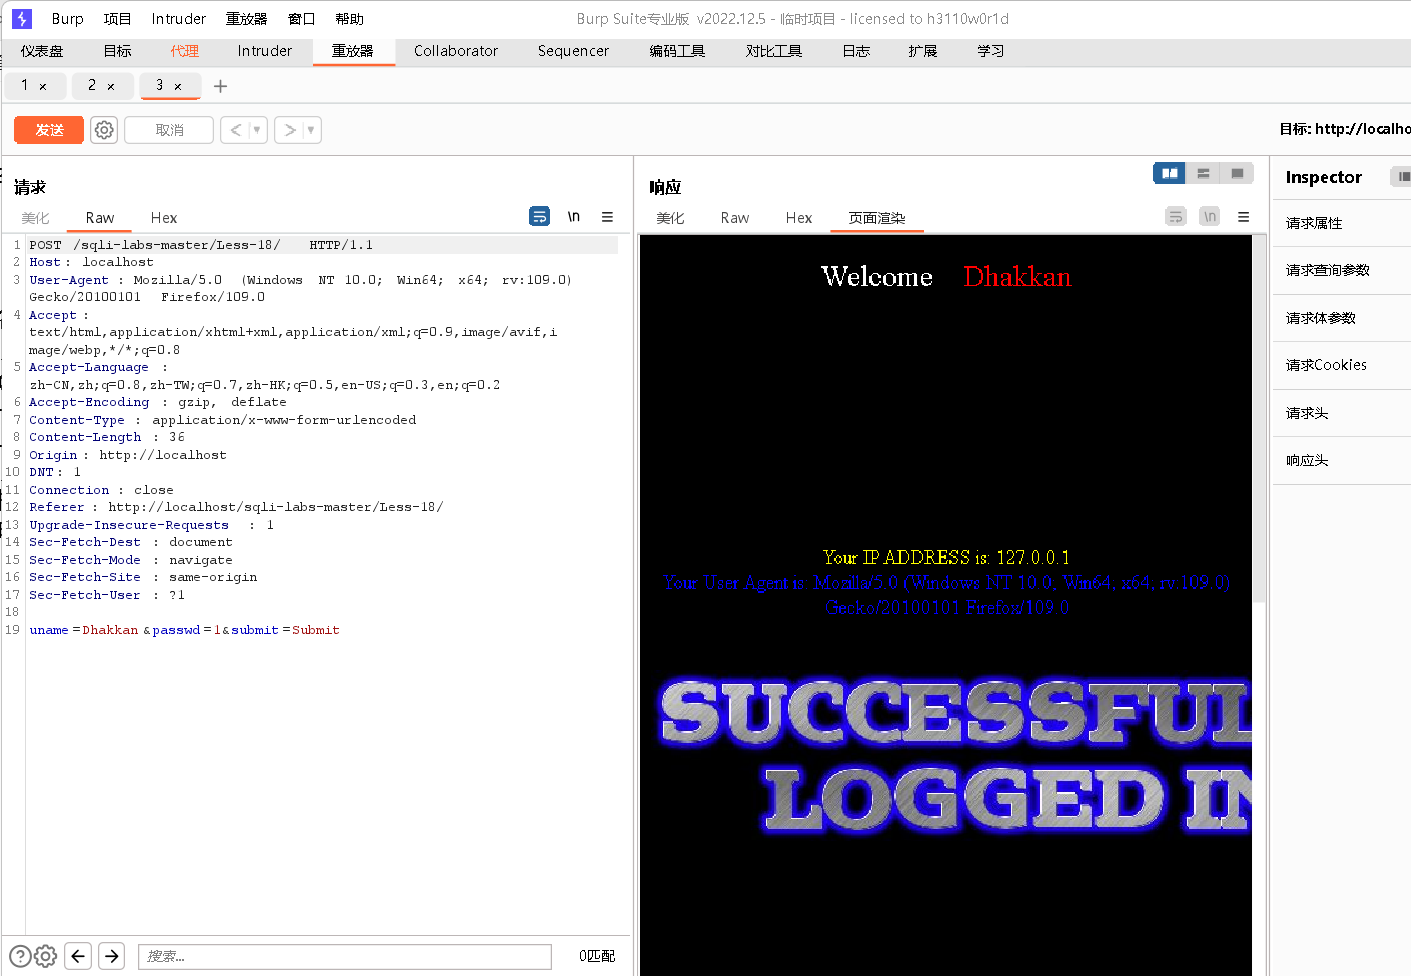 Burp 项目 Intruder 重放器 窗口 帮助 Burp Suite专业版 v2022.12.5 - 临时项目 - licensed to h3110w0r1d
仪表盘 目标 代理 Intruder 重放器 Collaborator Sequencer 编码工具 对比工具 日志 扩展 学习
1 × 2 × 3 × +
发送 取消 < > 目标: http://localho
请求
美化 Raw Hex \n
1 POST /sqli-labs-master/Less-18/ HTTP/1.1
2 Host: localhost
3 User-Agent: Mozilla/5.0 (Windows NT 10.0; Win64; x64; rv:109.0)
Gecko/20100101 Firefox/109.0
4 Accept:
text/html,application/xhtml+xml,application/xml;q=0.9,image/avif,i
mage/webp,*/*;q=0.8
5 Accept-Language:
zh-CN,zh;q=0.8,zh-TW;q=0.7,zh-HK;q=0.5,en-US;q=0.3,en;q=0.2
6 Accept-Encoding: gzip, deflate
7 Content-Type: application/x-www-form-urlencoded
8 Content-Length: 36
9 Origin: http://localhost
10 DNT: 1
11 Connection: close
12 Referer: http://localhost/sqli-labs-master/Less-18/
13 Upgrade-Insecure-Requests: 1
14 Sec-Fetch-Dest: document
15 Sec-Fetch-Mode: navigate
16 Sec-Fetch-Site: same-origin
17 Sec-Fetch-User: ?1
18
19 uname=Dhakkan&passwd=1&submit=Submit
搜索... 0匹配
响应
美化 Raw Hex 页面渲染 \n
Welcome Dhakkan
Your IP ADDRESS is: 127.0.0.1
Your User Agent is: Mozilla/5.0 (Windows NT 10.0; Win64; x64; rv:109.0)
Gecko/20100101 Firefox/109.0
SUCCESSFUL
LOGGED IN
Inspector
请求属性
请求查询参数
请求体参数
请求Cookies
请求头
响应头